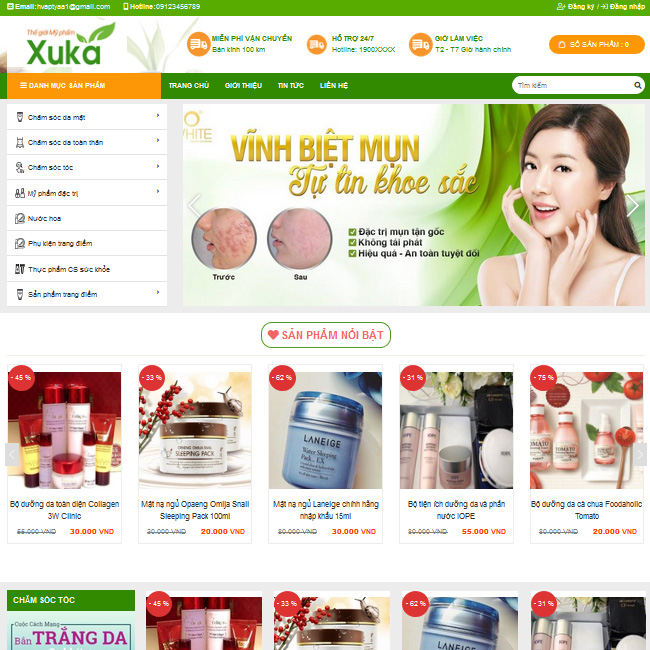 Email: hvaptyaa1@gmail.com
Hotline: 09123456789
Đăng ký / Đăng nhập
Thế giới Mỹ phẩm
Xuka
MIỄN PHÍ VẬN CHUYỂN
Bán kính 100 km
HỖ TRỢ 24/7
Hotline: 1900XXXX
GIỜ LÀM VIỆC
T2 - T7 Giờ hành chính
SỐ SẢN PHẨM : 0
DANH MỤC SẢN PHẨM
TRANG CHỦ
GIỚI THIỆU
TIN TỨC
LIÊN HỆ
Tìm kiếm
Chăm sóc da mặt
Chăm sóc da toàn thân
Chăm sóc tóc
Mỹ phẩm đặc trị
Nước hoa
Phụ kiện trang điểm
Thực phẩm CS sức khỏe
Sản phẩm trang điểm
WHITE
VĨNH BIỆT MỤN
Tự tin khoe sắc
Trước
Sau
Đặc trị mụn tận gốc
Không tái phát
Hiệu quả - An toàn tuyệt đối
SẢN PHẨM NỔI BẬT
- 45 %
- 33 %
- 62 %
- 31 %
- 75 %
OPAENG OMIJA SNAIL
SLEEPING PACK
LANEIGE
Water Sleeping
Pack_EX
IOPE
TOMATO
Bộ dưỡng da toàn diện Collagen
3W Clinic
55.000 VND 30.000 VND
Mặt nạ ngủ Opaeng Omija Snail
Sleeping Pack 100ml
30.000 VND 20.000 VND
Mặt nạ ngủ Laneige chính hãng
nhập khẩu 15ml
80.000 VND 30.000 VND
Bộ tiện ích dưỡng da và phấn
nước IOPE
80.000 VND 55.000 VND
Bộ dưỡng da cà chua Foodaholic
Tomato
80.000 VND 20.000 VND
CHĂM SÓC TÓC
Cuộc Cách Mạng
Bán TRẮNG DA
- 45 %
- 33 %
- 62 %
- 31 %